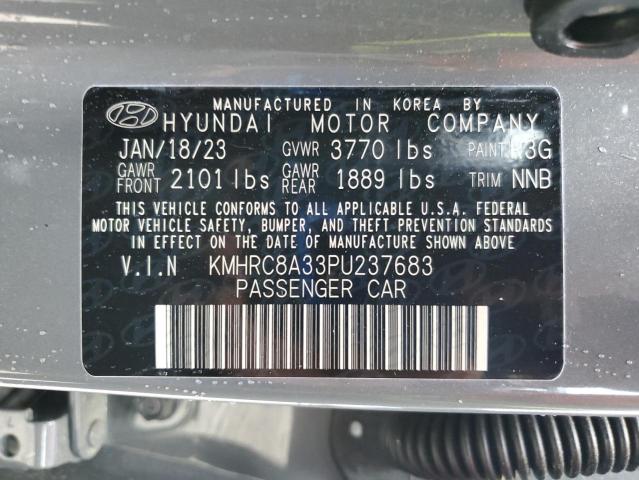 MANUFACTURED IN KOREA BY
HYUNDAI MOTOR COMPANY
JAN/18/23 GVWR 3770 lbs PAINT
GAWR FRONT 2101 lbs GAWR REAR 1889 lbs TRIM NNB
THIS VEHICLE CONFORMS TO ALL APPLICABLE U.S.A. FEDERAL
MOTOR VEHICLE SAFETY, BUMPER, AND THEFT PREVENTION STANDARDS
IN EFFECT ON THE DATE OF MANUFACTURE SHOWN ABOVE
V.I.N KMHRC8A33PU237683
PASSENGER CAR